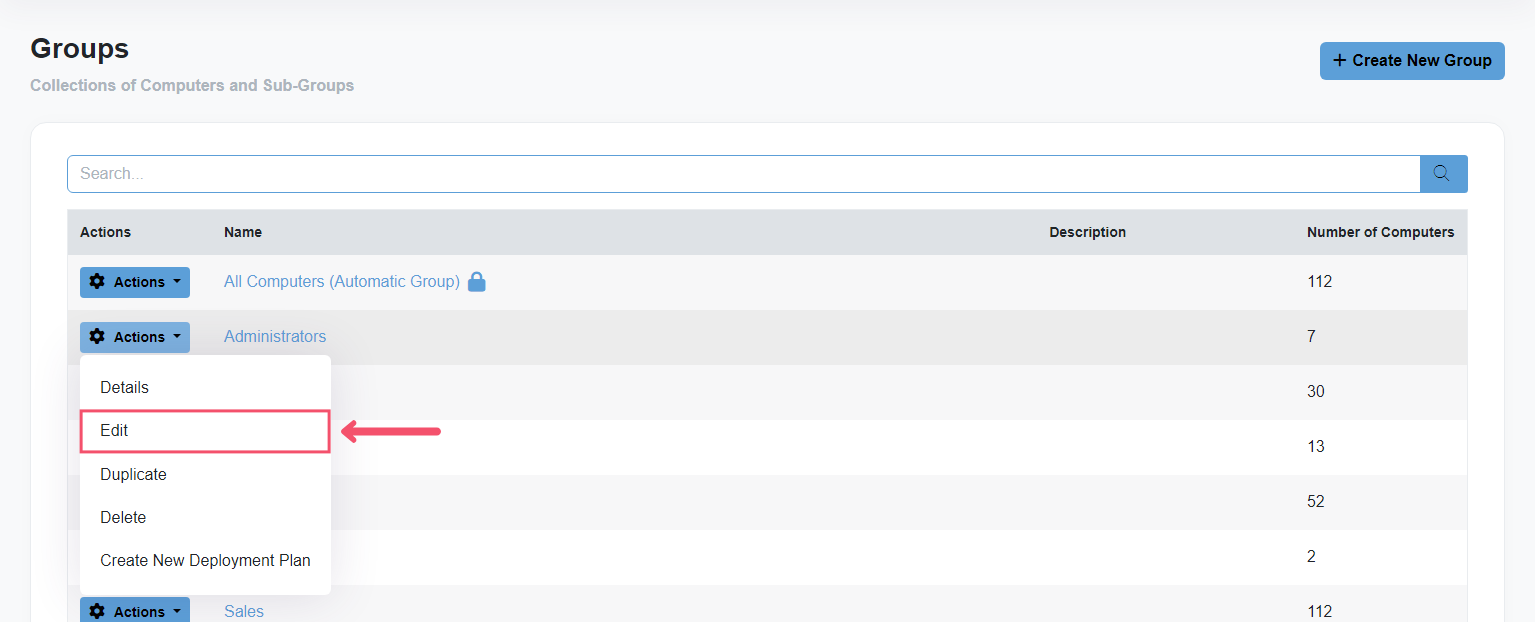 Groups
Collections of Computers and Sub-Groups
+ Create New Group
Search...
Actions Name Description Number of Computers
Actions All Computers (Automatic Group) 112
Actions Administrators 7
Details
30
Edit
13
Duplicate
52
Delete
2
Create New Deployment Plan
Actions Sales 112